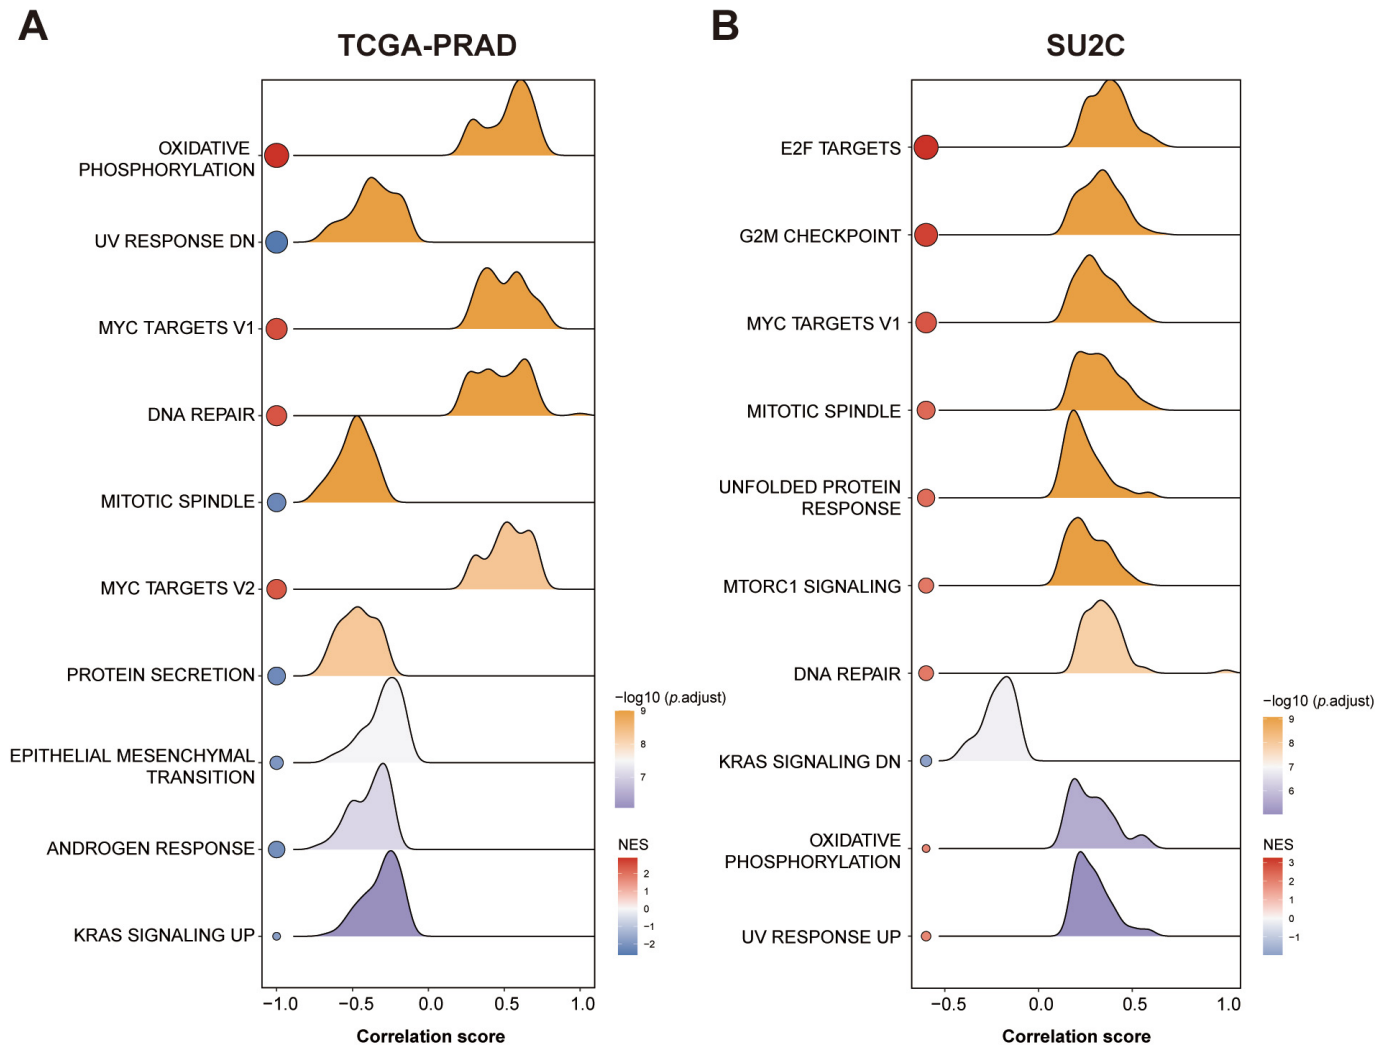 A
TCGA-PRAD
OXIDATIVE
PHOSPHORYLATION
UV RESPONSE DN
MYC TARGETS V1
DNA REPAIR
MITOTIC SPINDLE
MYC TARGETS V2
PROTEIN SECRETION
EPITHELIAL MESENCHYMAL
TRANSITION
ANDROGEN RESPONSE
KRAS SIGNALING UP
−1.0
−0.5
0.0
0.5
1.0
Correlation score
−log10 (p.adjust)
9
8
7
NES
2
1
0
−1
−2
B
SU2C
E2F TARGETS
G2M CHECKPOINT
MYC TARGETS V1
MITOTIC SPINDLE
UNFOLDED PROTEIN
RESPONSE
MTORC1 SIGNALING
DNA REPAIR
KRAS SIGNALING DN
OXIDATIVE
PHOSPHORYLATION
UV RESPONSE UP
−0.5
0.0
0.5
1.0
Correlation score
−log10 (p.adjust)
9
8
7
6
NES
3
2
1
0
−1